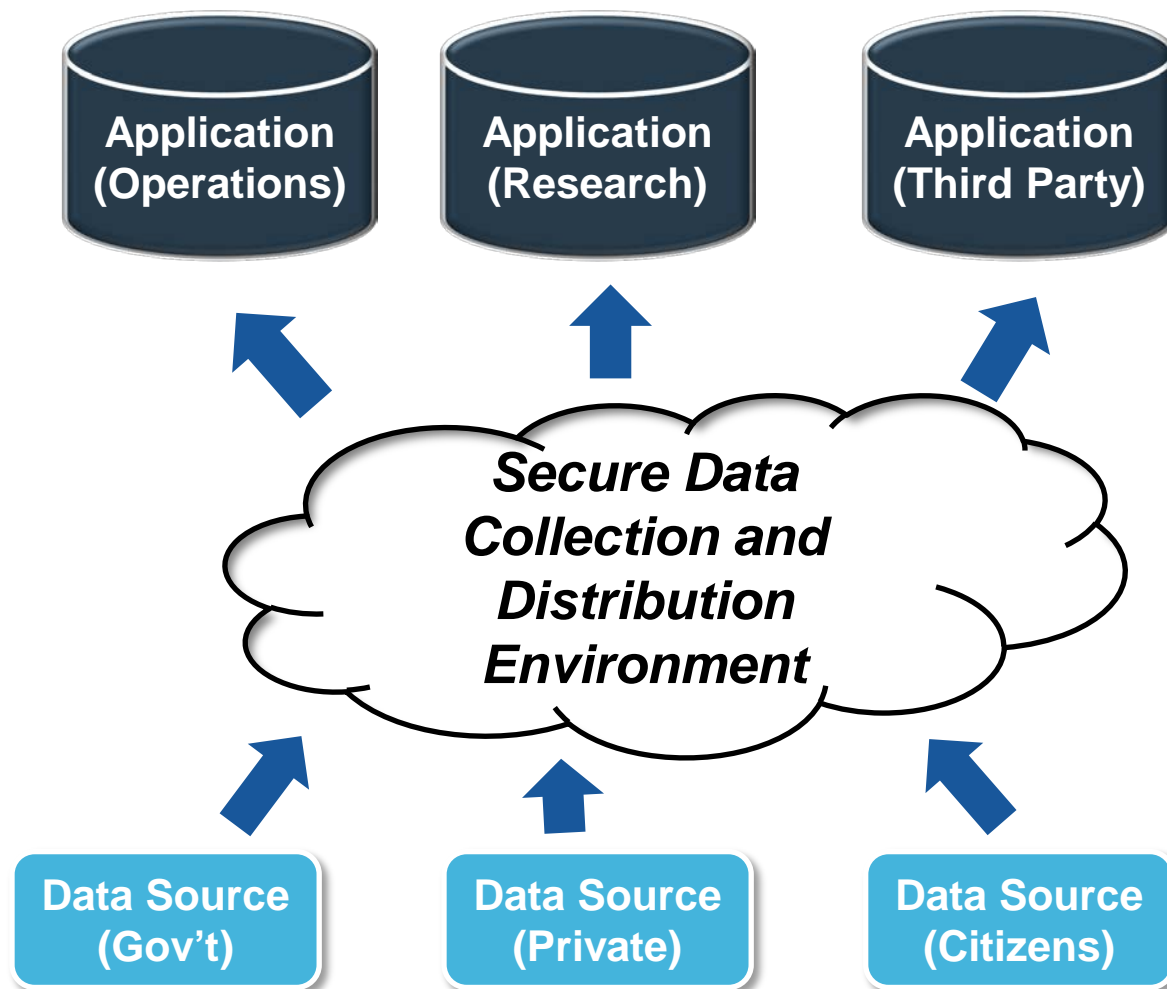 Application
(Operations)
Application
(Research)
Application
(Third Party)
Secure Data
Collection and
Distribution
Environment
Data Source
(Gov’t)
Data Source
(Private)
Data Source
(Citizens)